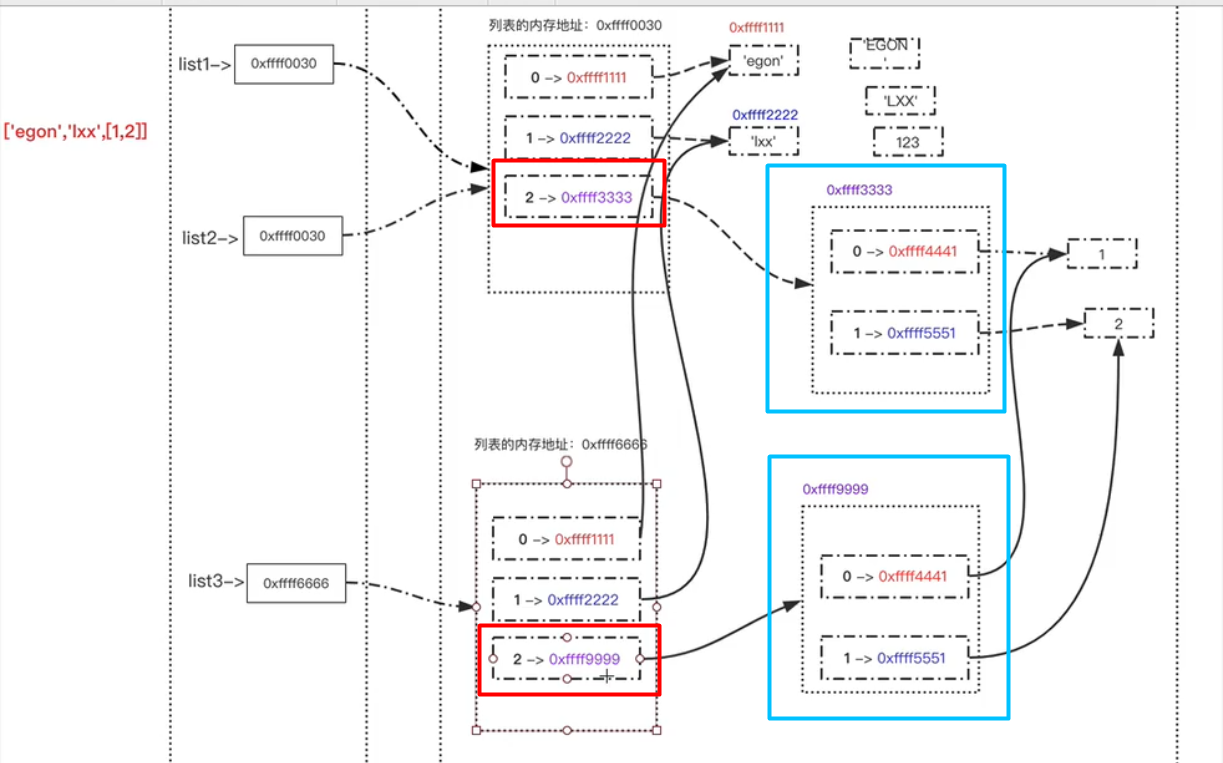 列表的内存地址：0xffff0030
0xffff1111
list1–>
0xffff0030
0 –> 0xffff1111
'egon'
'EGON
'
'LXX'
['egon','lxx',[1,2]]
1 –> 0xffff2222
0xffff2222
'lxx'
123
2 –> 0xffff3333
0xffff3333
list2–>
0xffff0030
0 –> 0xffff4441
1
1 –> 0xffff5551
2
列表的内存地址：0xffff6666
0xffff9999
0 –> 0xffff1111
list3–>
0xffff6666
0 –> 0xffff4441
1 –> 0xffff2222
2 –> 0xffff9999
1 –> 0xffff5551